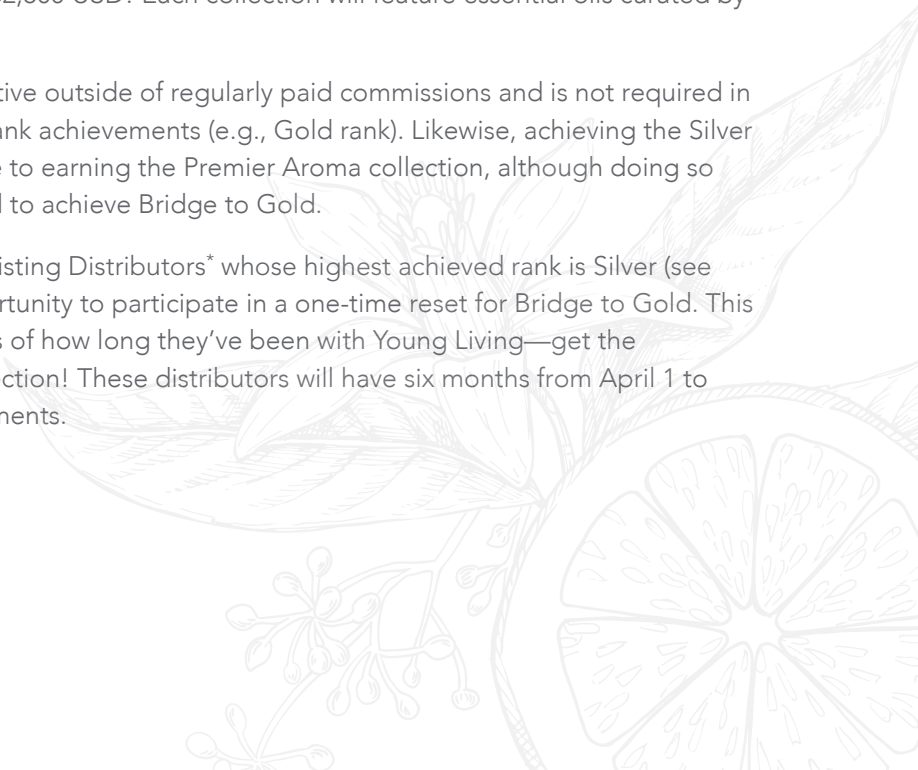 USD! Each collection will feature essential oils curated by
tive outside of regularly paid commissions and is not required in
ank achievements (e.g., Gold rank). Likewise, achieving the Silver
e to earning the Premier Aroma collection, although doing so
l to achieve Bridge to Gold.
isting Distributors* whose highest achieved rank is Silver (see
rtunity to participate in a one-time reset for Bridge to Gold. This
s of how long they’ve been with Young Living—get the
ction! These distributors will have six months from April 1 to
nents.